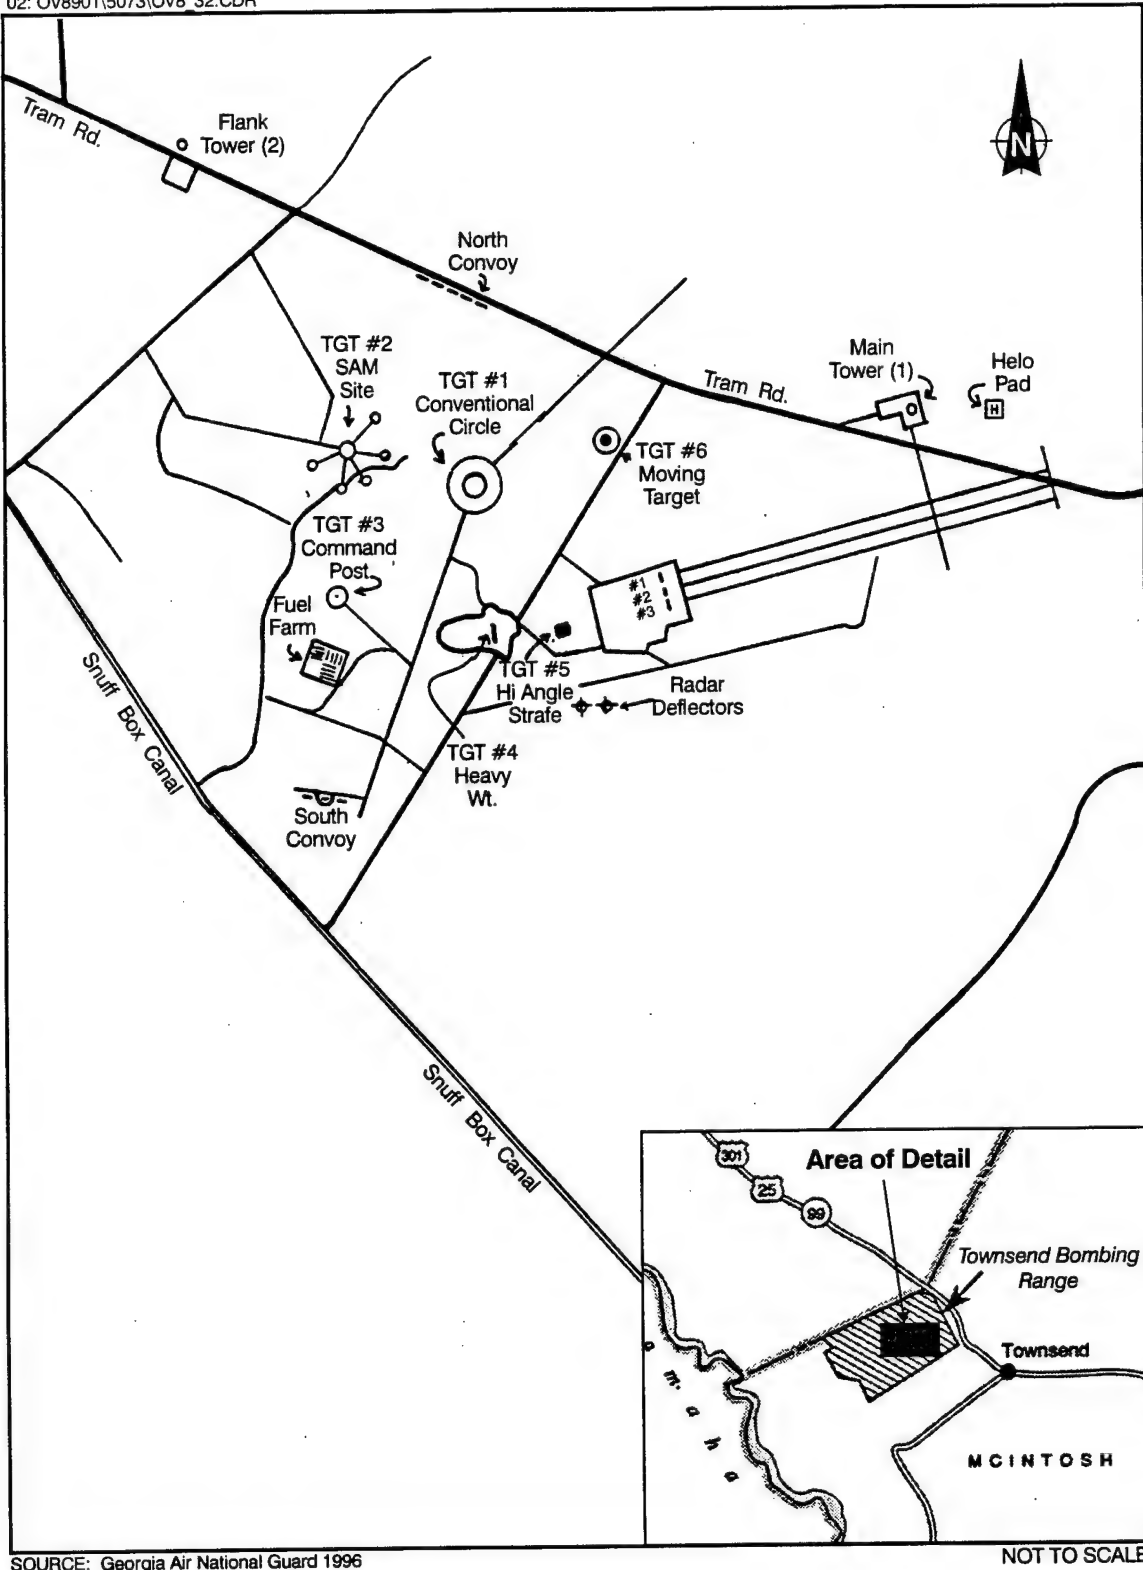 02: OV8901\5073\OV8_32.CDR
Tram Rd.
Flank
Tower (2)
N
North
Convoy
TGT #2
SAM
Site
TGT #1
Conventional
Circle
Tram Rd.
Main
Tower (1)
Helo
Pad
H
TGT #6
Moving
Target
TGT #3
Command
Post
Fuel
Farm
#1
#2
#3
TGT #5
Hi Angle
Strafe
Radar
Deflectors
TGT #4
Heavy
Wt.
South
Convoy
Snuff Box Canal
Snuff Box Canal
Area of Detail
301
25
99
Townsend Bombing
Range
Townsend
a m a h a
MCINTOSH
SOURCE: Georgia Air National Guard 1996
NOT TO SCALE